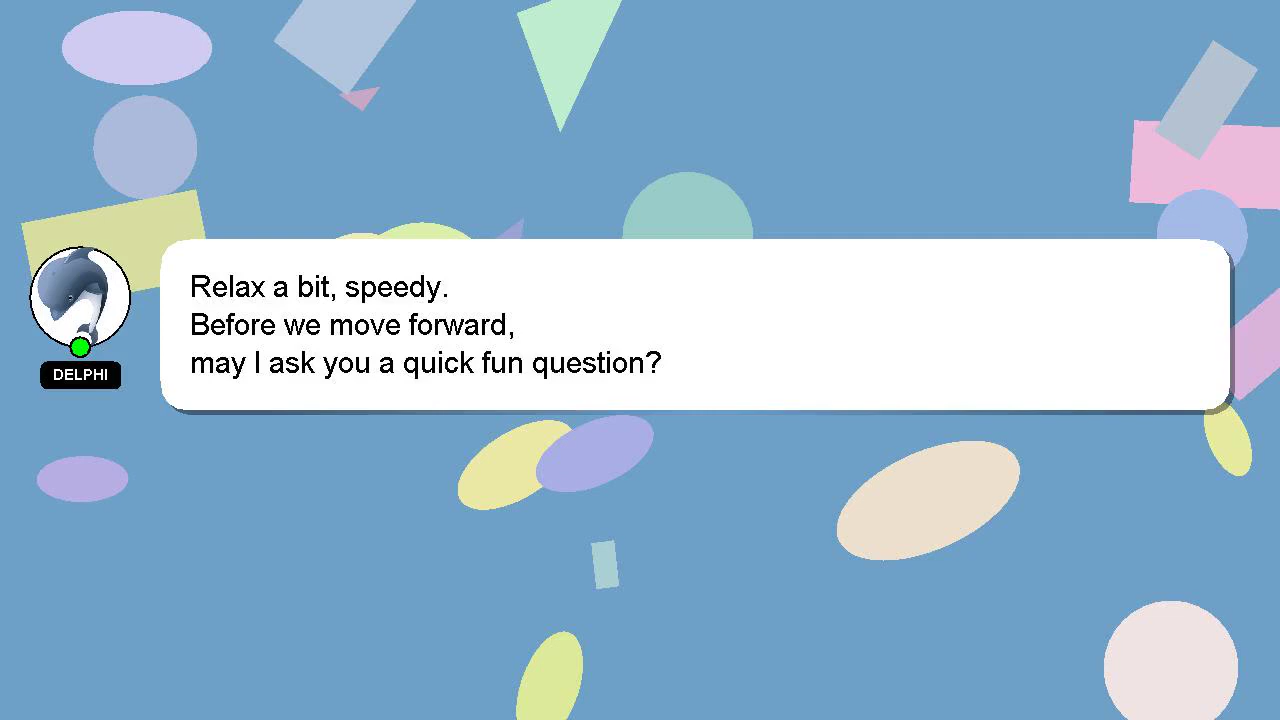 Relax a bit, speedy.
Before we move forward,
may I ask you a quick fun question?
DELPHI